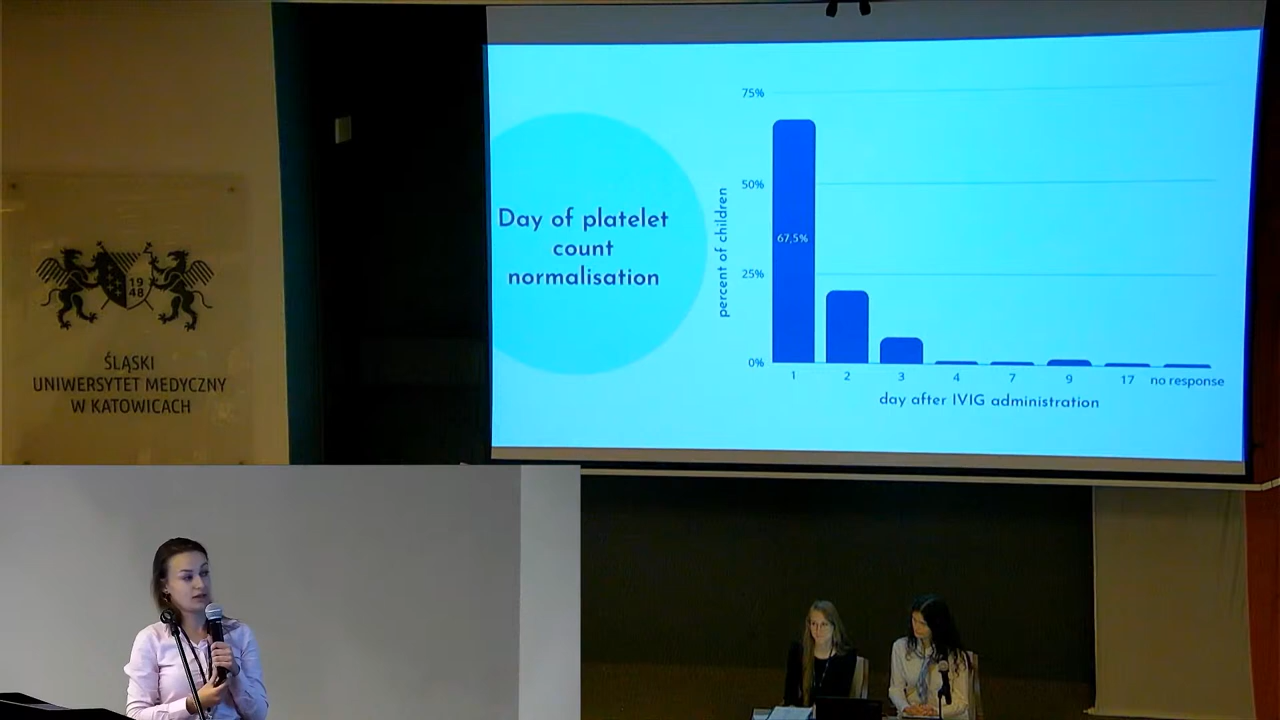 19
48
ŚLĄSKI
UNIWERSYTET MEDYCZNY
W KATOWICACH
Day of platelet
count
normalisation
percent of children
75%
50%
25%
0%
67,5%
1 2 3 4 7 9 17 no response
day after IVIG administration